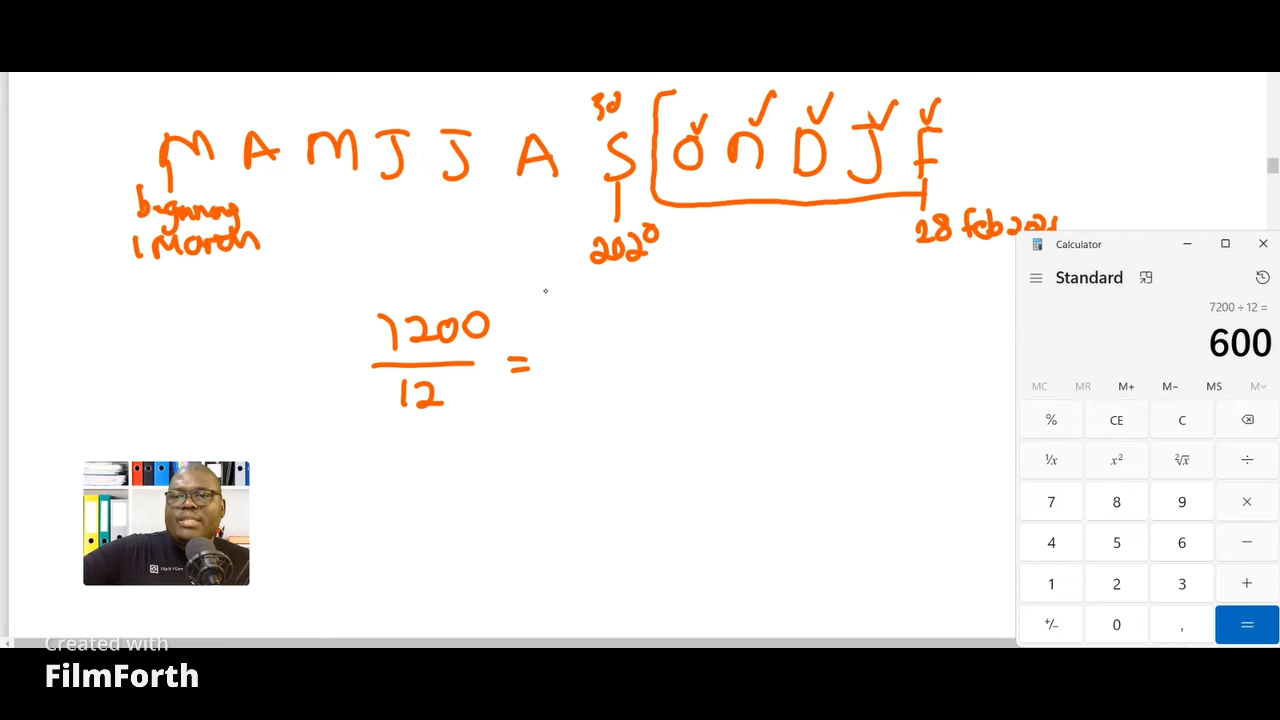 30
M A M J J A S O N D J F
beginning
1 March
2020
28 Feb 2021
7200
12
=
Calculator
Standard
7200 ÷ 12 =
600
MC MR M+ M− MS M˅
% CE C
⅟x x² ²√x ÷
7 8 9 ×
4 5 6 −
1 2 3 +
+/− 0 , =
Created with
FilmForth